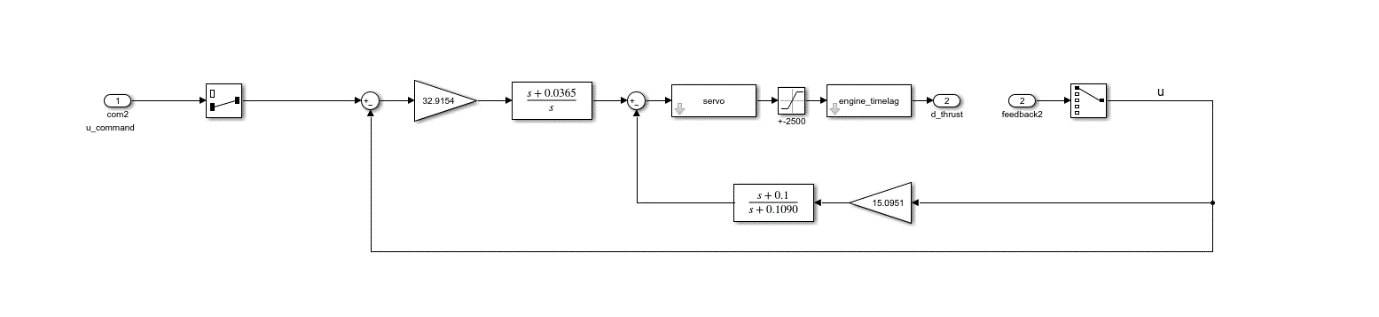 1
com2
u_command
+-
32.9154
s + 0.0365
s
+-
servo
+-2500
engine_timelag
2
d_thrust
2
feedback2
u
s + 0.1
s + 0.1090
15.0951